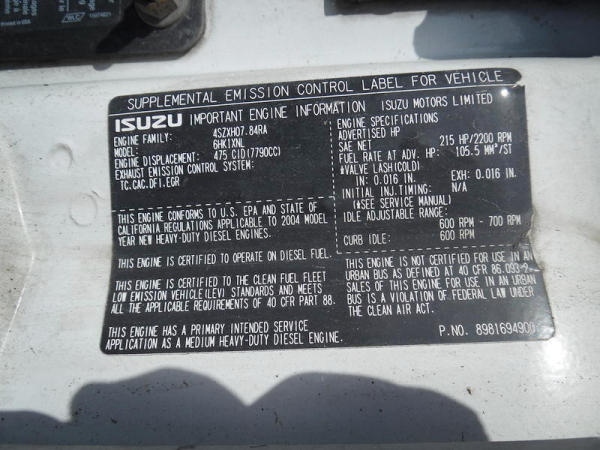 SUPPLEMENTAL EMISSION CONTROL LABEL FOR VEHICLE
ISUZU IMPORTANT ENGINE INFORMATION ISUZU MOTORS LIMITED
ENGINE FAMILY: 4SZXH07.84RA
MODEL: 6HK1XNL
ENGINE DISPLACEMENT: 475 CID(7790CC)
EXHAUST EMISSION CONTROL SYSTEM:
TC.CAC.DFI.EGR
THIS ENGINE CONFORMS TO U.S. EPA AND STATE OF
CALIFORNIA REGULATIONS APPLICABLE TO 2004 MODEL
YEAR NEW HEAVY-DUTY DIESEL ENGINES.
THIS ENGINE IS CERTIFIED TO OPERATE ON DIESEL FUEL.
THIS ENGINE IS CERTIFIED TO THE CLEAN FUEL FLEET
LOW EMISSION VEHICLE(LEV) STANDARDS AND MEETS
ALL THE APPLICABLE REQUIREMENTS OF 40 CFR PART 88.
THIS ENGINE HAS A PRIMARY INTENDED SERVICE
APPLICATION AS A MEDIUM HEAVY-DUTY DIESEL ENGINE.
ENGINE SPECIFICATIONS
ADVERTISED HP
SAE NET 215 HP/2200 RPM
FUEL RATE AT ADV. HP: 105.5 MM³/ST
*VALVE LASH(COLD)
IN: 0.016 IN. EXH: 0.016 IN.
INITIAL INJ.TIMING: N/A
(*SEE SERVICE MANUAL)
IDLE ADJUSTABLE RANGE:
600 RPM - 700 RPM
CURB IDLE: 600 RPM
THIS ENGINE IS NOT CERTIFIED FOR USE IN AN
URBAN BUS AS DEFINED AT 40 CFR 86.093-2
SALES OF THIS ENGINE FOR USE IN AN URBAN
BUS IS A VIOLATION OF FEDERAL LAW UNDER
THE CLEAN AIR ACT.
P.NO. 8981694900